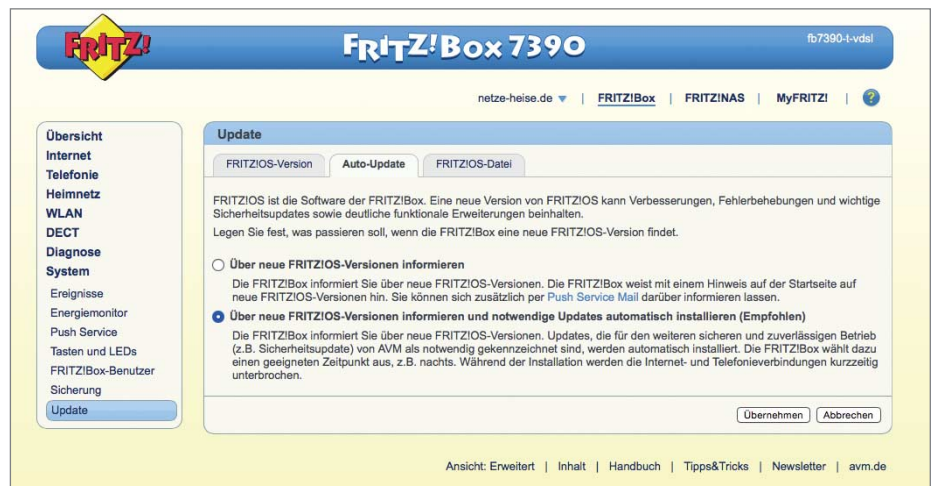 FRITZ!
FRITZ!Box 7390
fb7390-t-vdsl
netze-heise.de | FRITZ!Box | FRITZ!NAS | MyFRITZ! | ?
Übersicht
Internet
Telefonie
Heimnetz
WLAN
DECT
Diagnose
System
Ereignisse
Energiemonitor
Push Service
Tasten und LEDs
FRITZ!Box-Benutzer
Sicherung
Update
Update
FRITZ!OS-Version
Auto-Update
FRITZ!OS-Datei
FRITZ!OS ist die Software der FRITZ!Box. Eine neue Version von FRITZ!OS kann Verbesserungen, Fehlerbehebungen und wichtige
Sicherheitsupdates sowie deutliche funktionale Erweiterungen beinhalten.
Legen Sie fest, was passieren soll, wenn die FRITZ!Box eine neue FRITZ!OS-Version findet.
Über neue FRITZ!OS-Versionen informieren
Die FRITZ!Box informiert Sie über neue FRITZ!OS-Versionen. Die FRITZ!Box weist mit einem Hinweis auf der Startseite auf
neue FRITZ!OS-Versionen hin. Sie können sich zusätzlich per Push Service Mail darüber informieren lassen.
Über neue FRITZ!OS-Versionen informieren und notwendige Updates automatisch installieren (Empfohlen)
Die FRITZ!Box informiert Sie über neue FRITZ!OS-Versionen. Updates, die für den weiteren sicheren und zuverlässigen Betrieb
(z.B. Sicherheitsupdate) von AVM als notwendig gekennzeichnet sind, werden automatisch installiert. Die FRITZ!Box wählt dazu
einen geeigneten Zeitpunkt aus, z.B. nachts. Während der Installation werden die Internet- und Telefonieverbindungen kurzzeitig
unterbrochen.
Übernehmen
Abbrechen
Ansicht: Erweitert | Inhalt | Handbuch | Tipps&Tricks | Newsletter | avm.de